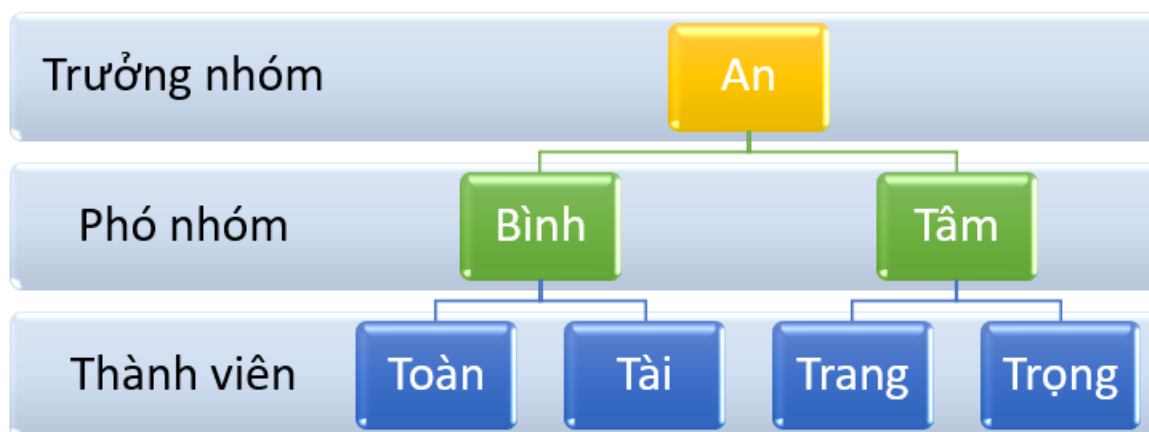 Trưởng nhóm An
Phó nhóm Bình Tâm
Thành viên Toàn Tài Trang Trọng